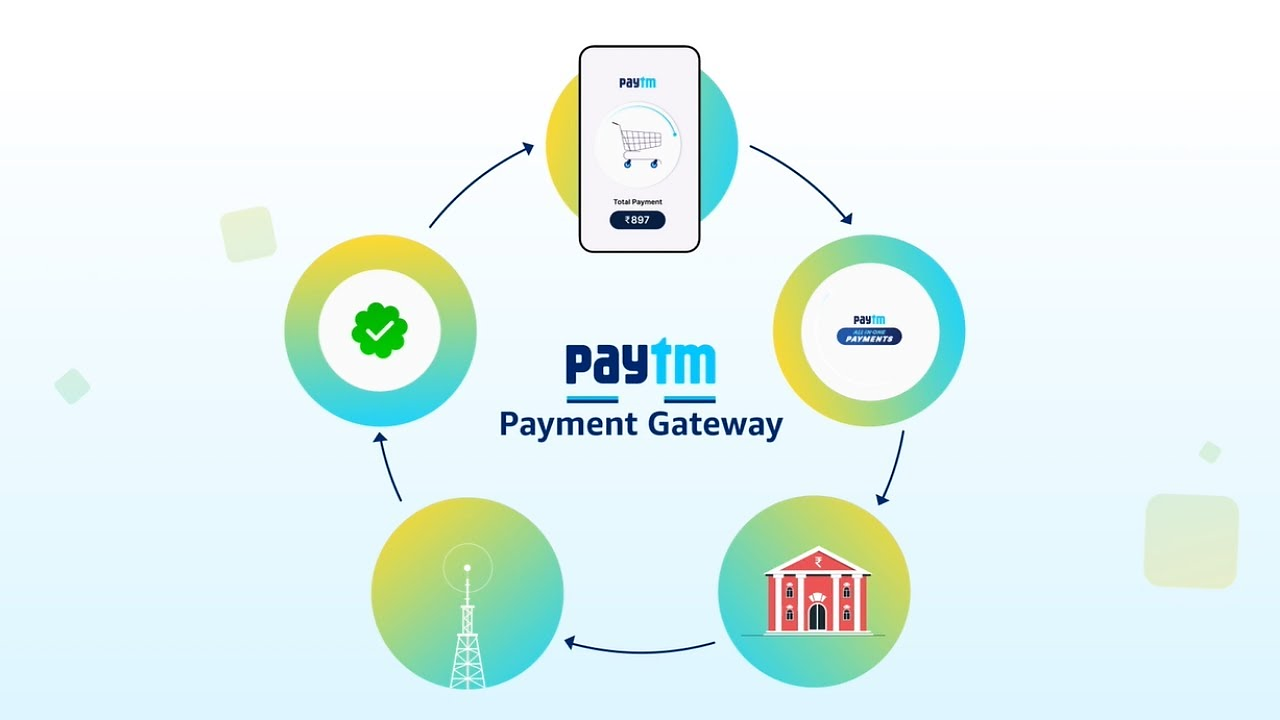 paytm
Total Payment
₹897
paytm
ALL IN ONE
PAYMENTS
paytm
Payment Gateway
₹